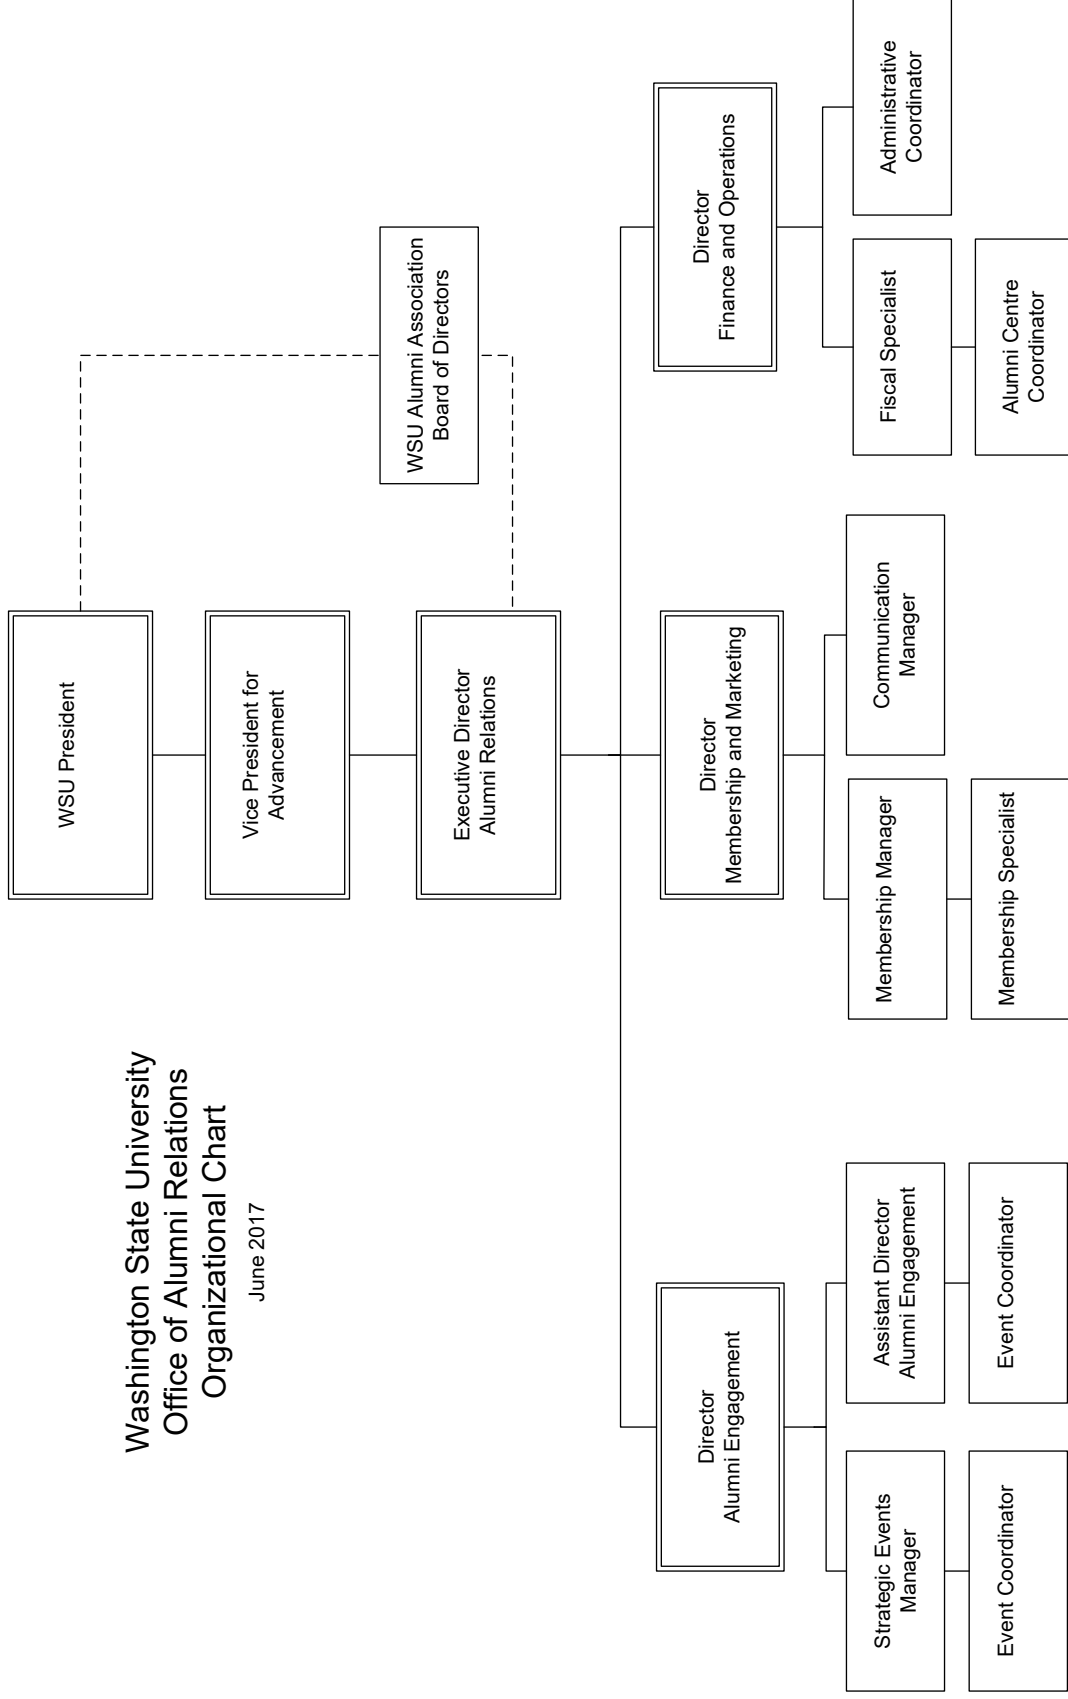 Washington State University
Office of Alumni Relations
Organizational Chart
June 2017
WSU President
Vice President for
Advancement
Executive Director
Alumni Relations
WSU Alumni Association
Board of Directors
Director
Alumni Engagement
Director
Membership and Marketing
Director
Finance and Operations
Strategic Events
Manager
Assistant Director
Alumni Engagement
Membership Manager
Communication
Manager
Fiscal Specialist
Administrative
Coordinator
Event Coordinator
Event Coordinator
Membership Specialist
Alumni Centre
Coordinator